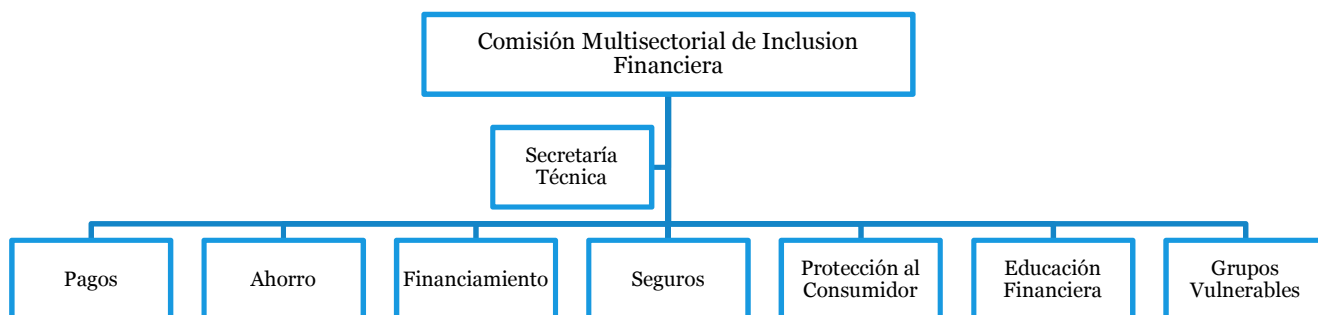 Comisión Multisectorial de Inclusion
Financiera
Secretaría
Técnica
Pagos
Ahorro
Financiamiento
Seguros
Protección al
Consumidor
Educación
Financiera
Grupos
Vulnerables